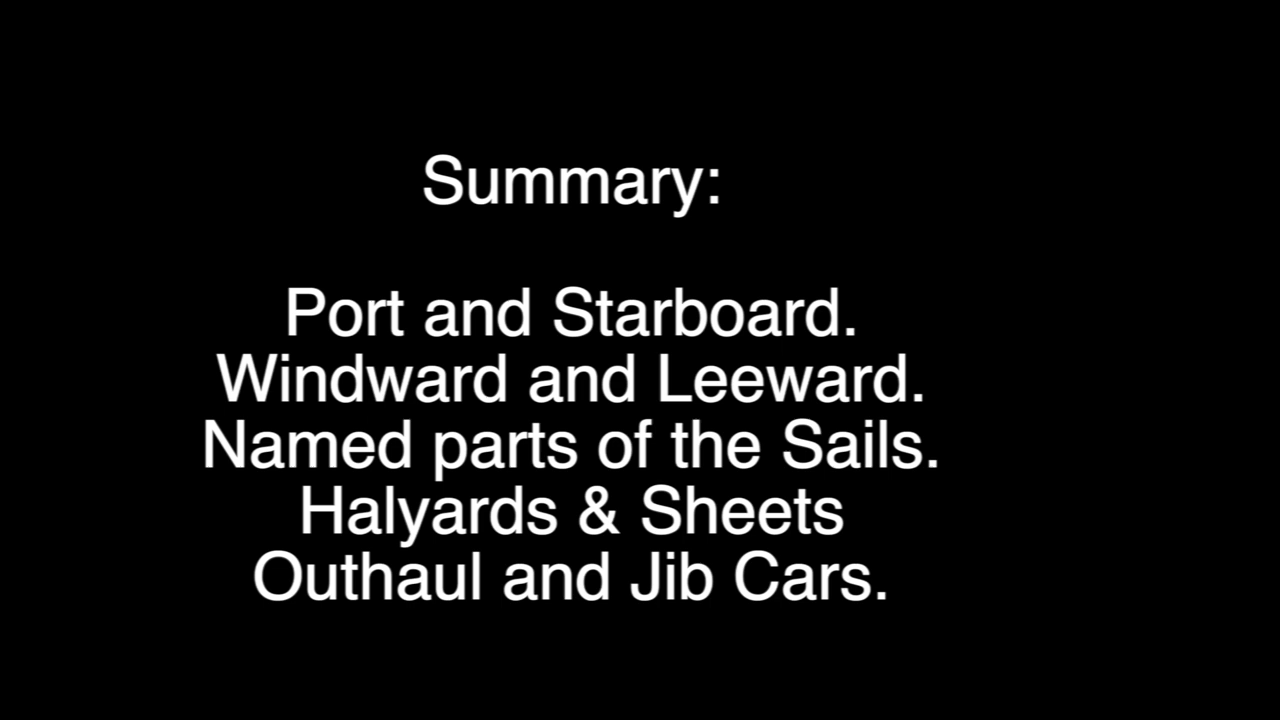 Summary:
Port and Starboard.
Windward and Leeward.
Named parts of the Sails.
Halyards & Sheets
Outhaul and Jib Cars.